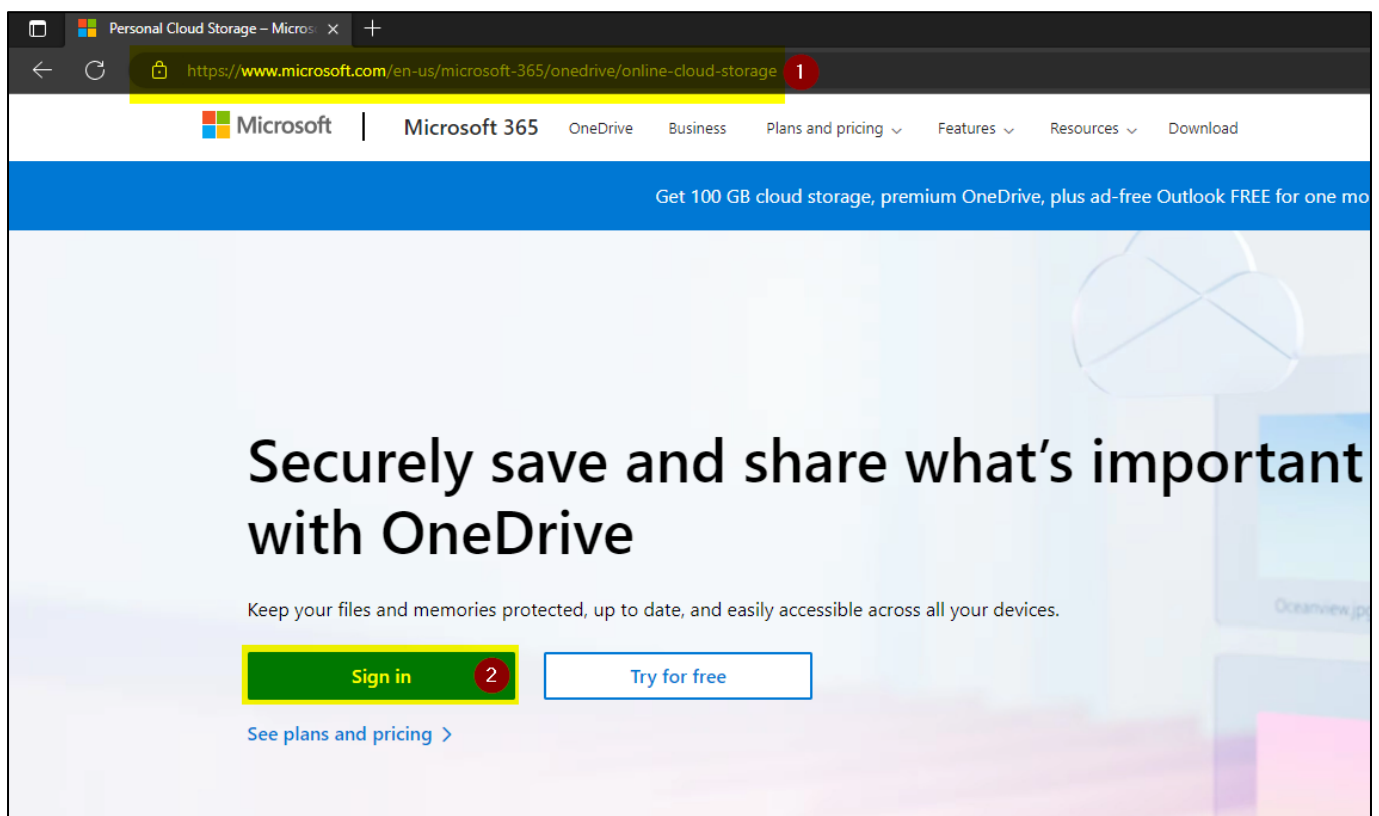 Personal Cloud Storage – Micros
https://www.microsoft.com/en-us/microsoft-365/onedrive/online-cloud-storage 1
Microsoft | Microsoft 365 OneDrive Business Plans and pricing Features Resources Download
Get 100 GB cloud storage, premium OneDrive, plus ad-free Outlook FREE for one mo
Securely save and share what's important
with OneDrive
Keep your files and memories protected, up to date, and easily accessible across all your devices.
Oceanview.jpg
Sign in 2 Try for free
See plans and pricing >